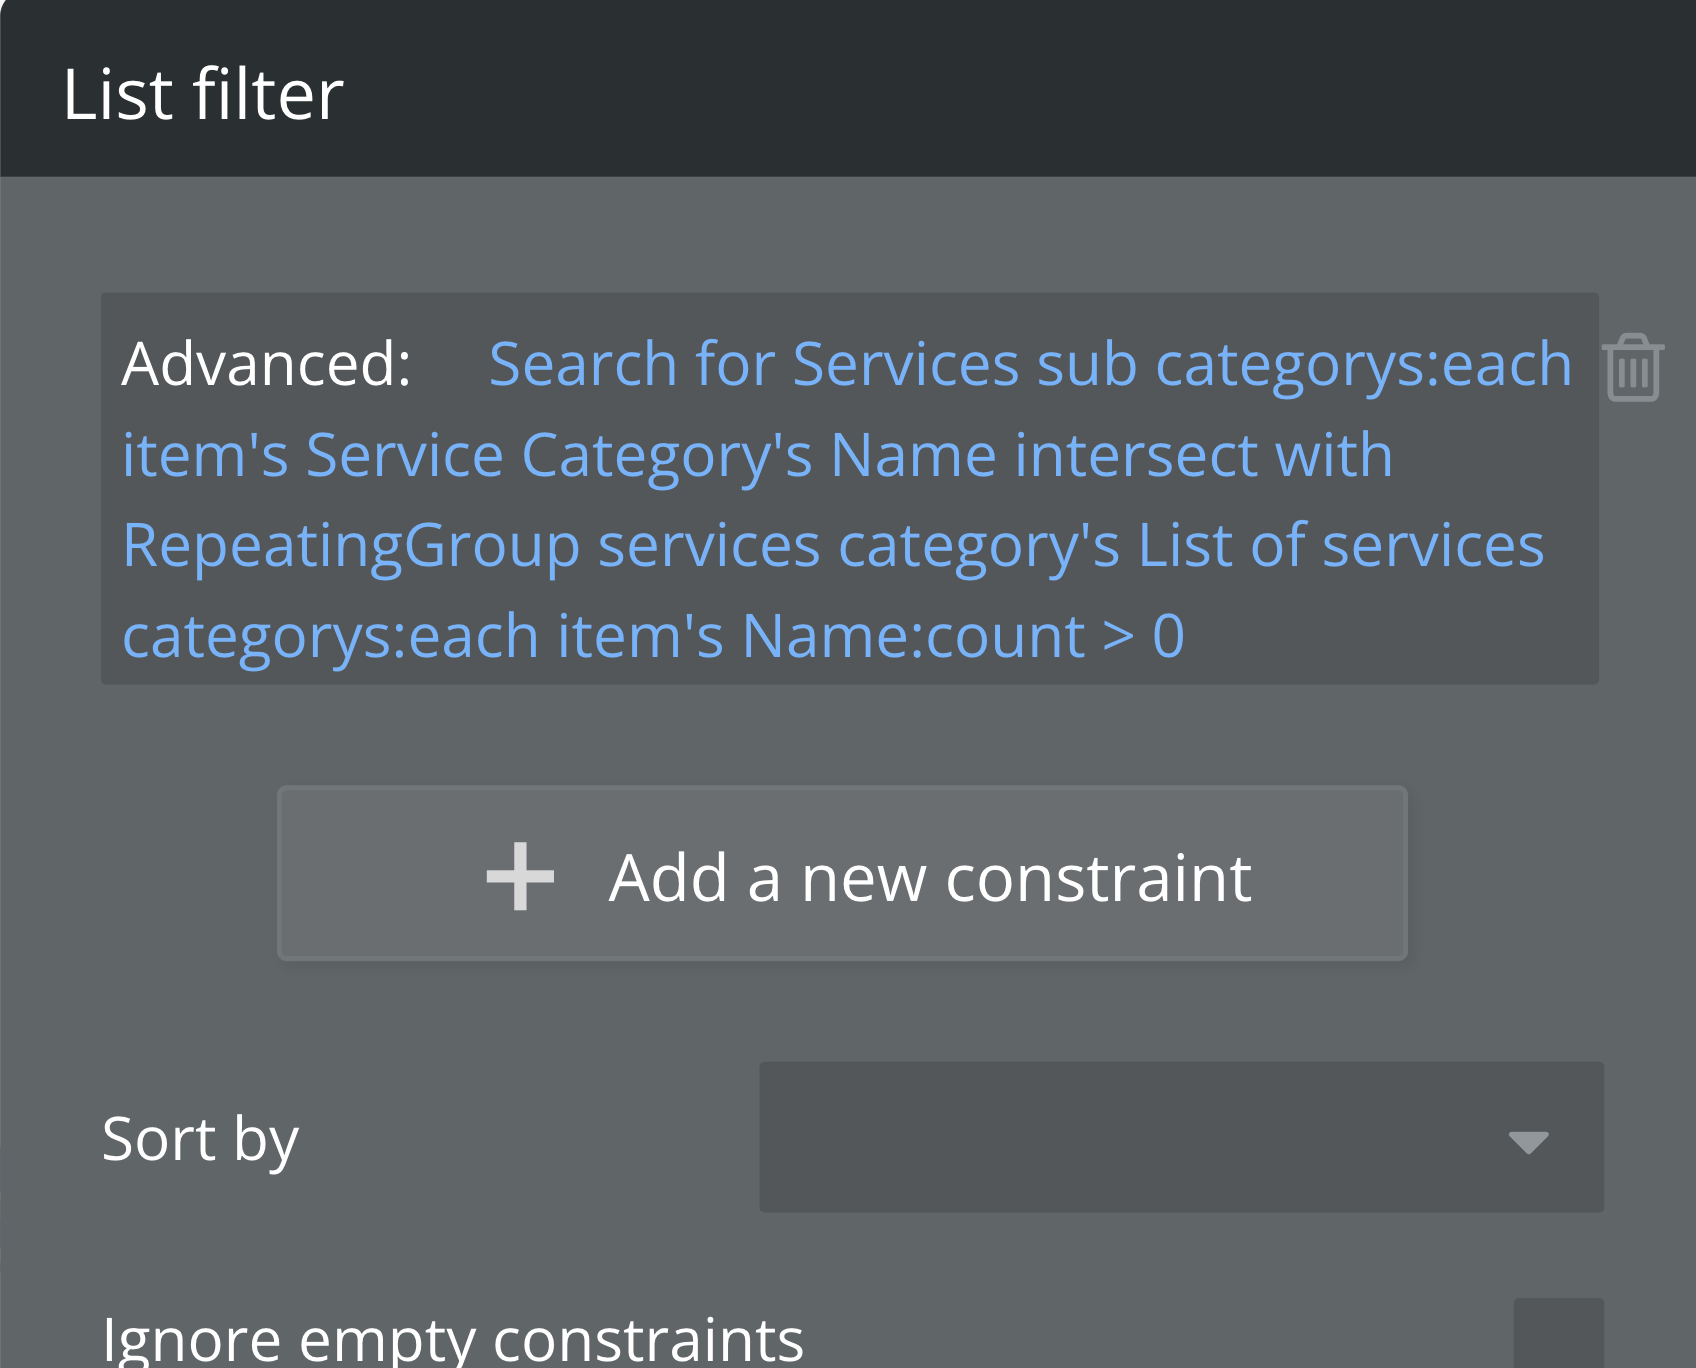 List filter
Advanced: Search for Services sub categorys:each
item's Service Category's Name intersect with
RepeatingGroup services category's List of services
categorys:each item's Name:count > 0
Add a new constraint
Sort by
Ignore empty constraints